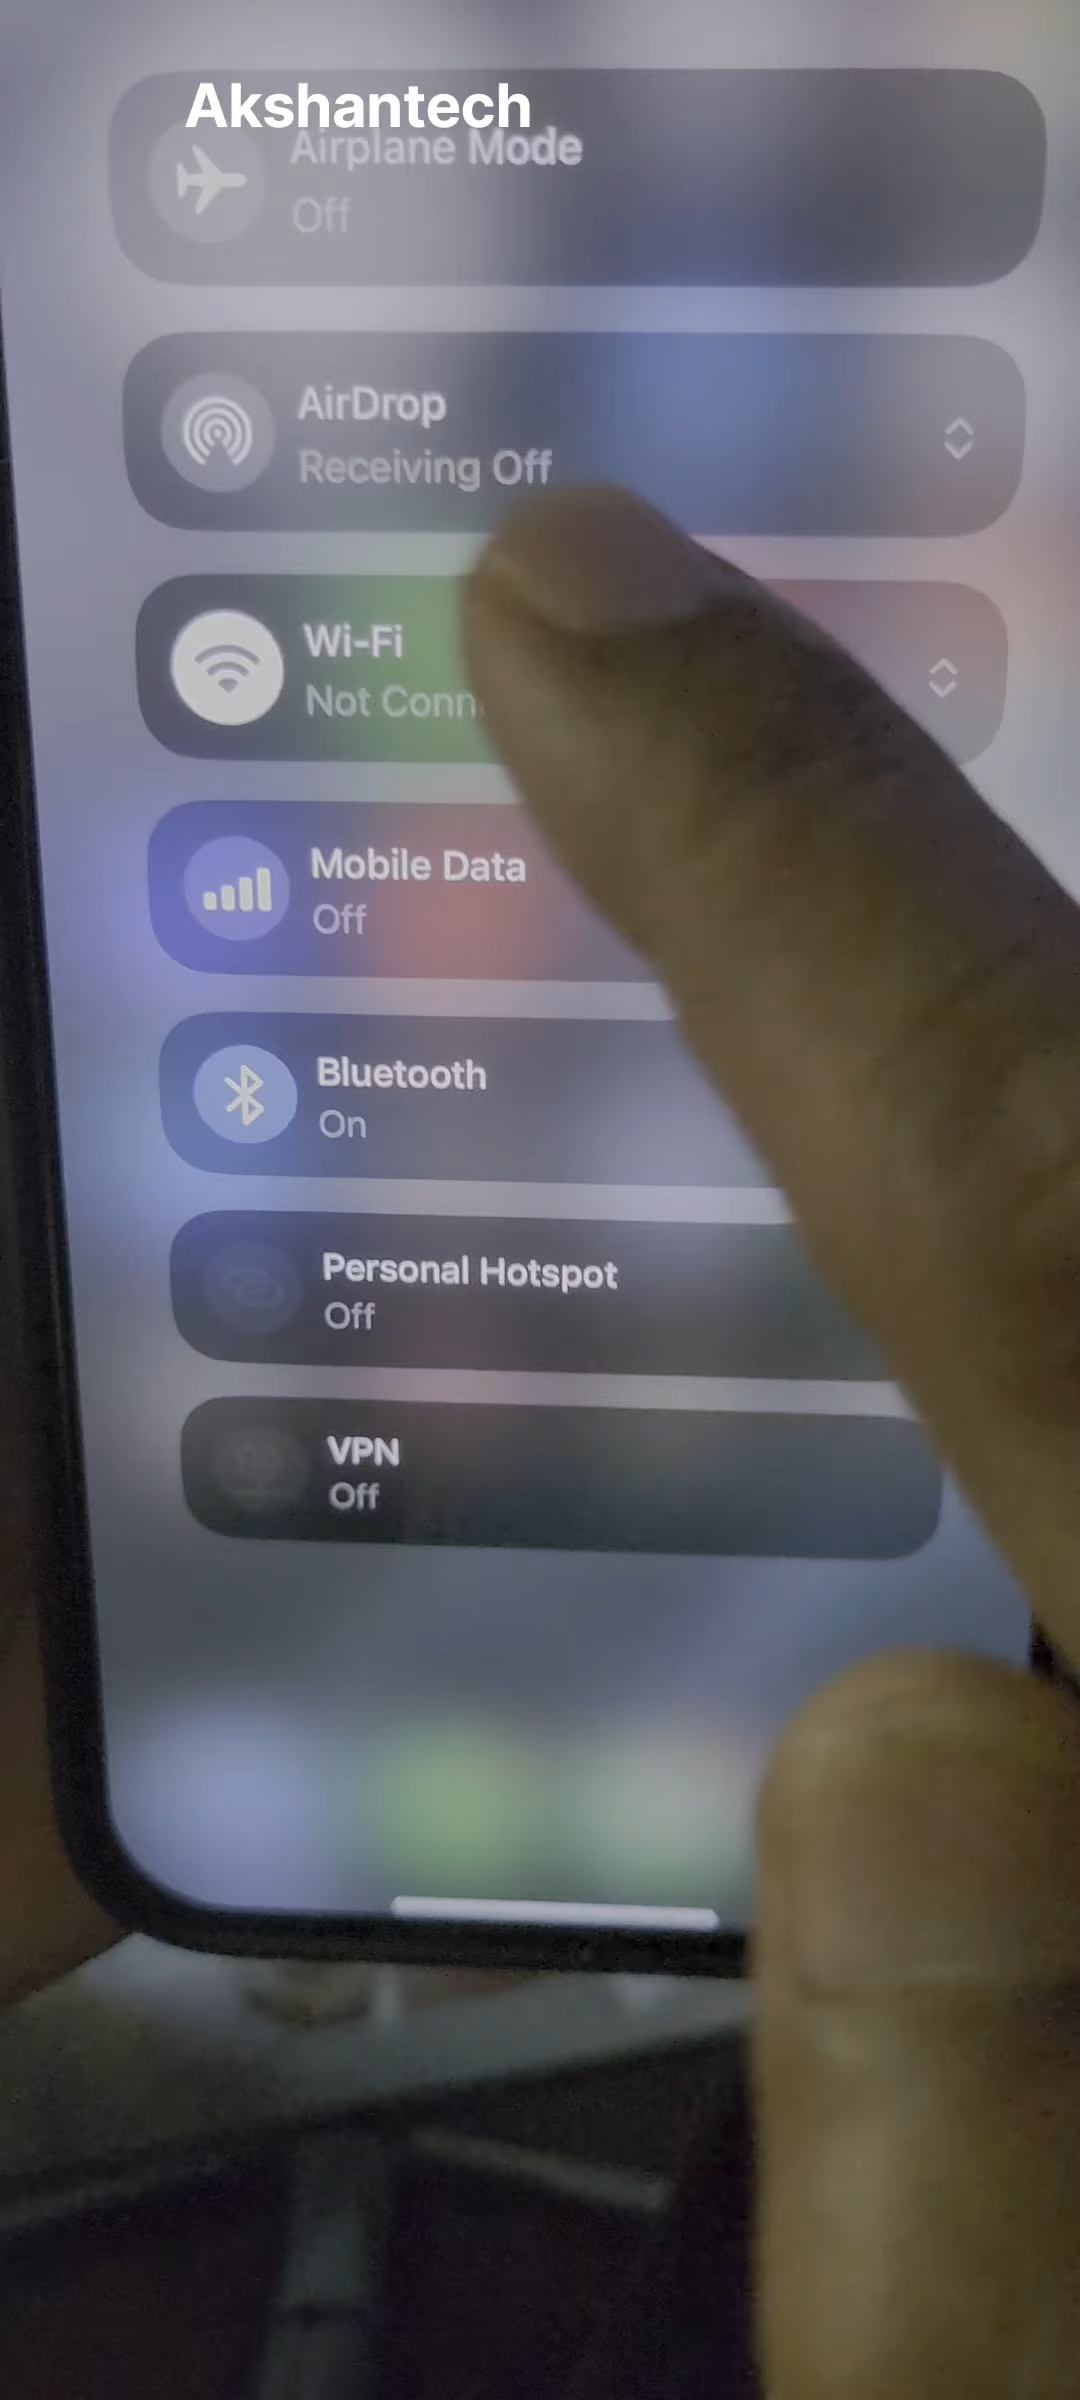 Akshantech
Airplane Mode
Off
AirDrop
Receiving Off
Wi-Fi
Not
Mobile Data
Off
Bluetooth
On
Personal Hotspot
Off
VPN
Off